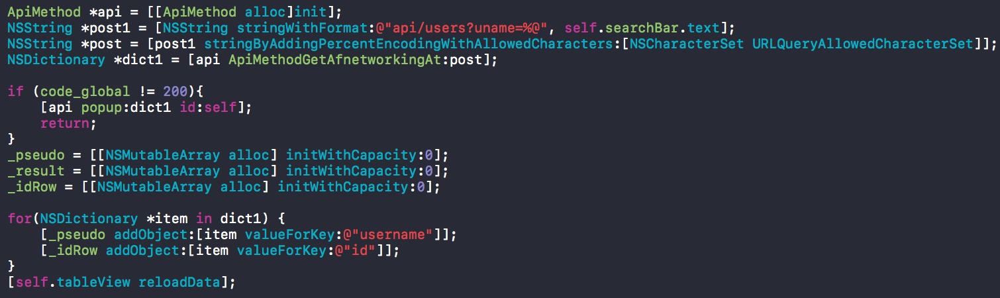 ApiMethod *api = [[ApiMethod alloc]init];
NSString *post1 = [NSString stringWithFormat:@"api/users?uname=%@", self.searchBar.text];
NSString *post = [post1 stringByAddingPercentEncodingWithAllowedCharacters:[NSCharacterSet URLQueryAllowedCharacterSet]];
NSDictionary *dict1 = [api ApiMethodGetAfnetworkingAt:post];

if (code_global != 200){
    [api popup:dict1 id:self];
    return;
}
_pseudo = [[NSMutableArray alloc] initWithCapacity:0];
_result = [[NSMutableArray alloc] initWithCapacity:0];
_idRow = [[NSMutableArray alloc] initWithCapacity:0];

for(NSDictionary *item in dict1) {
    [_pseudo addObject:[item valueForKey:@"username"]];
    [_idRow addObject:[item valueForKey:@"id"]];
}
[self.tableView reloadData];